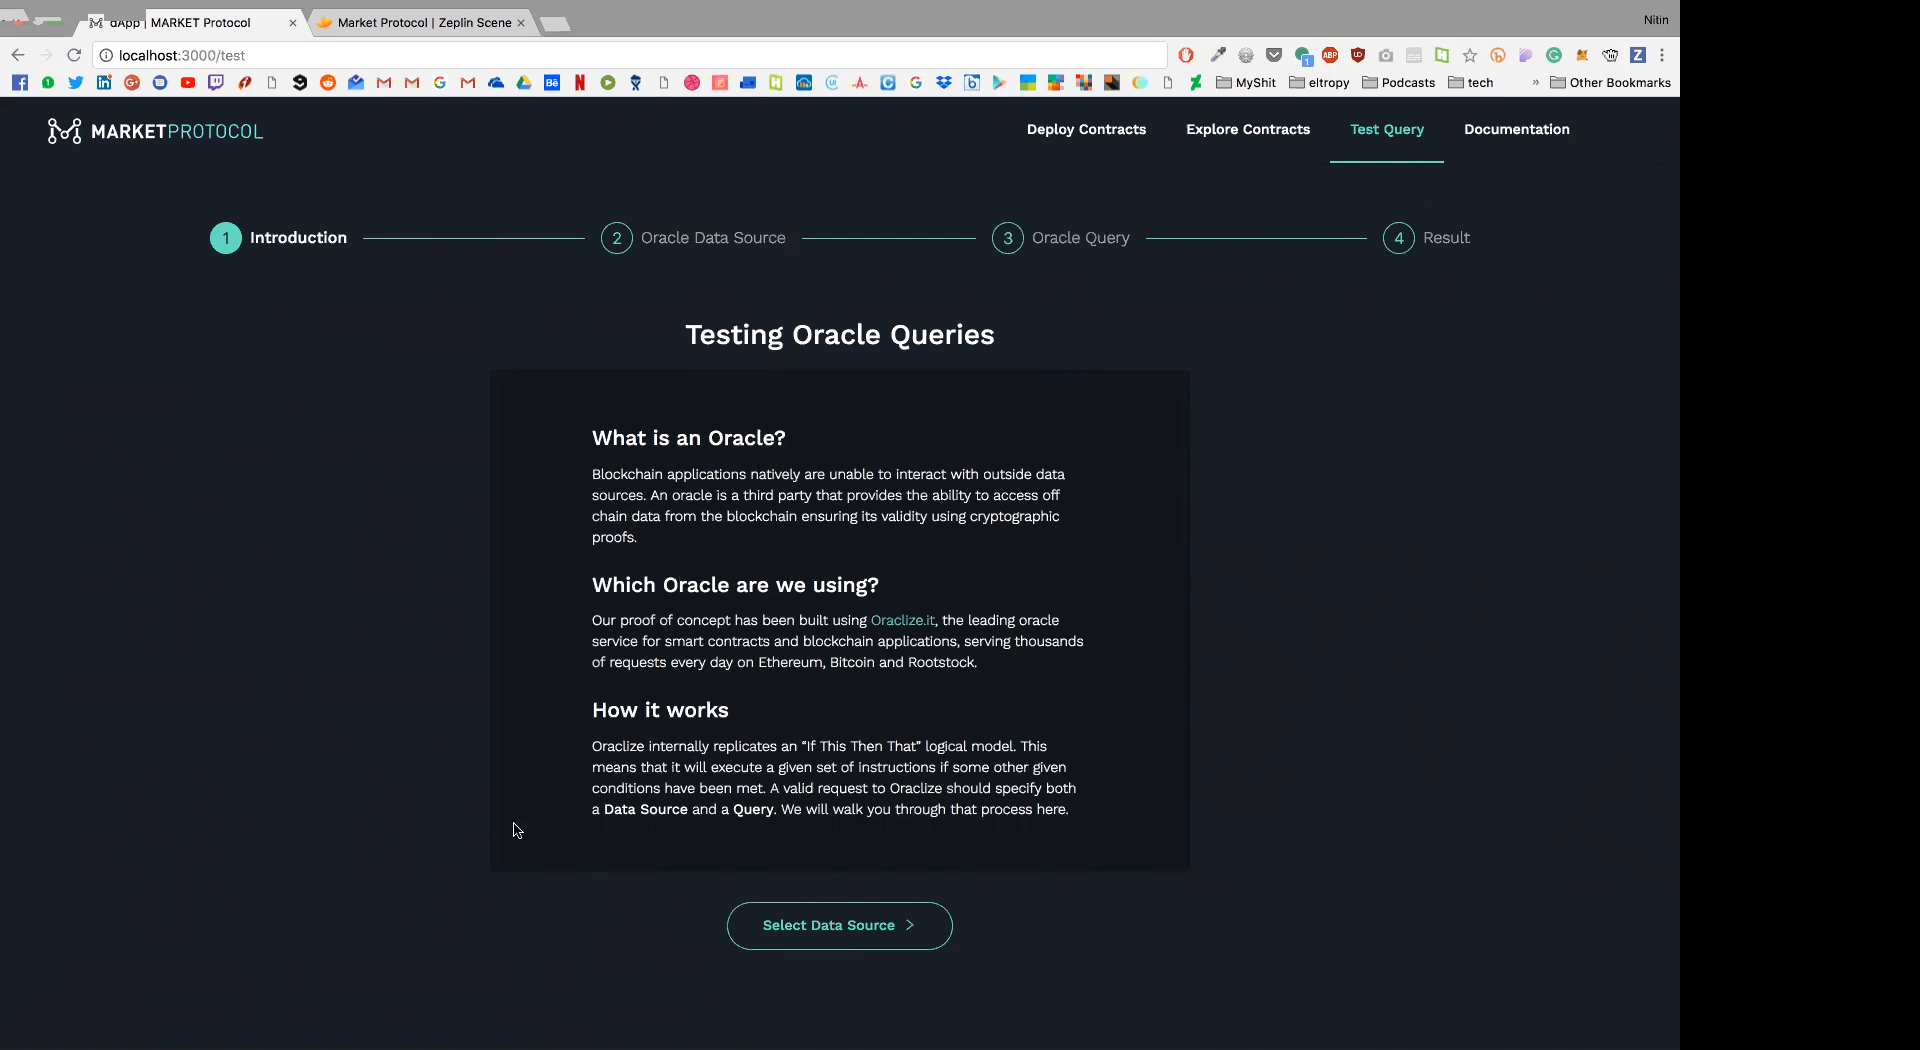 dApp | MARKET Protocol
Market Protocol | Zeplin Scene
Nitin
localhost:3000/test
MyShit
eltropy
Podcasts
tech
Other Bookmarks
MARKETPROTOCOL
Deploy Contracts
Explore Contracts
Test Query
Documentation
1 Introduction
2 Oracle Data Source
3 Oracle Query
4 Result
Testing Oracle Queries
What is an Oracle?
Blockchain applications natively are unable to interact with outside data
sources. An oracle is a third party that provides the ability to access off
chain data from the blockchain ensuring its validity using cryptographic
proofs.
Which Oracle are we using?
Our proof of concept has been built using Oraclize.it, the leading oracle
service for smart contracts and blockchain applications, serving thousands
of requests every day on Ethereum, Bitcoin and Rootstock.
How it works
Oraclize internally replicates an “If This Then That” logical model. This
means that it will execute a given set of instructions if some other given
conditions have been met. A valid request to Oraclize should specify both
a Data Source and a Query. We will walk you through that process here.
Select Data Source >